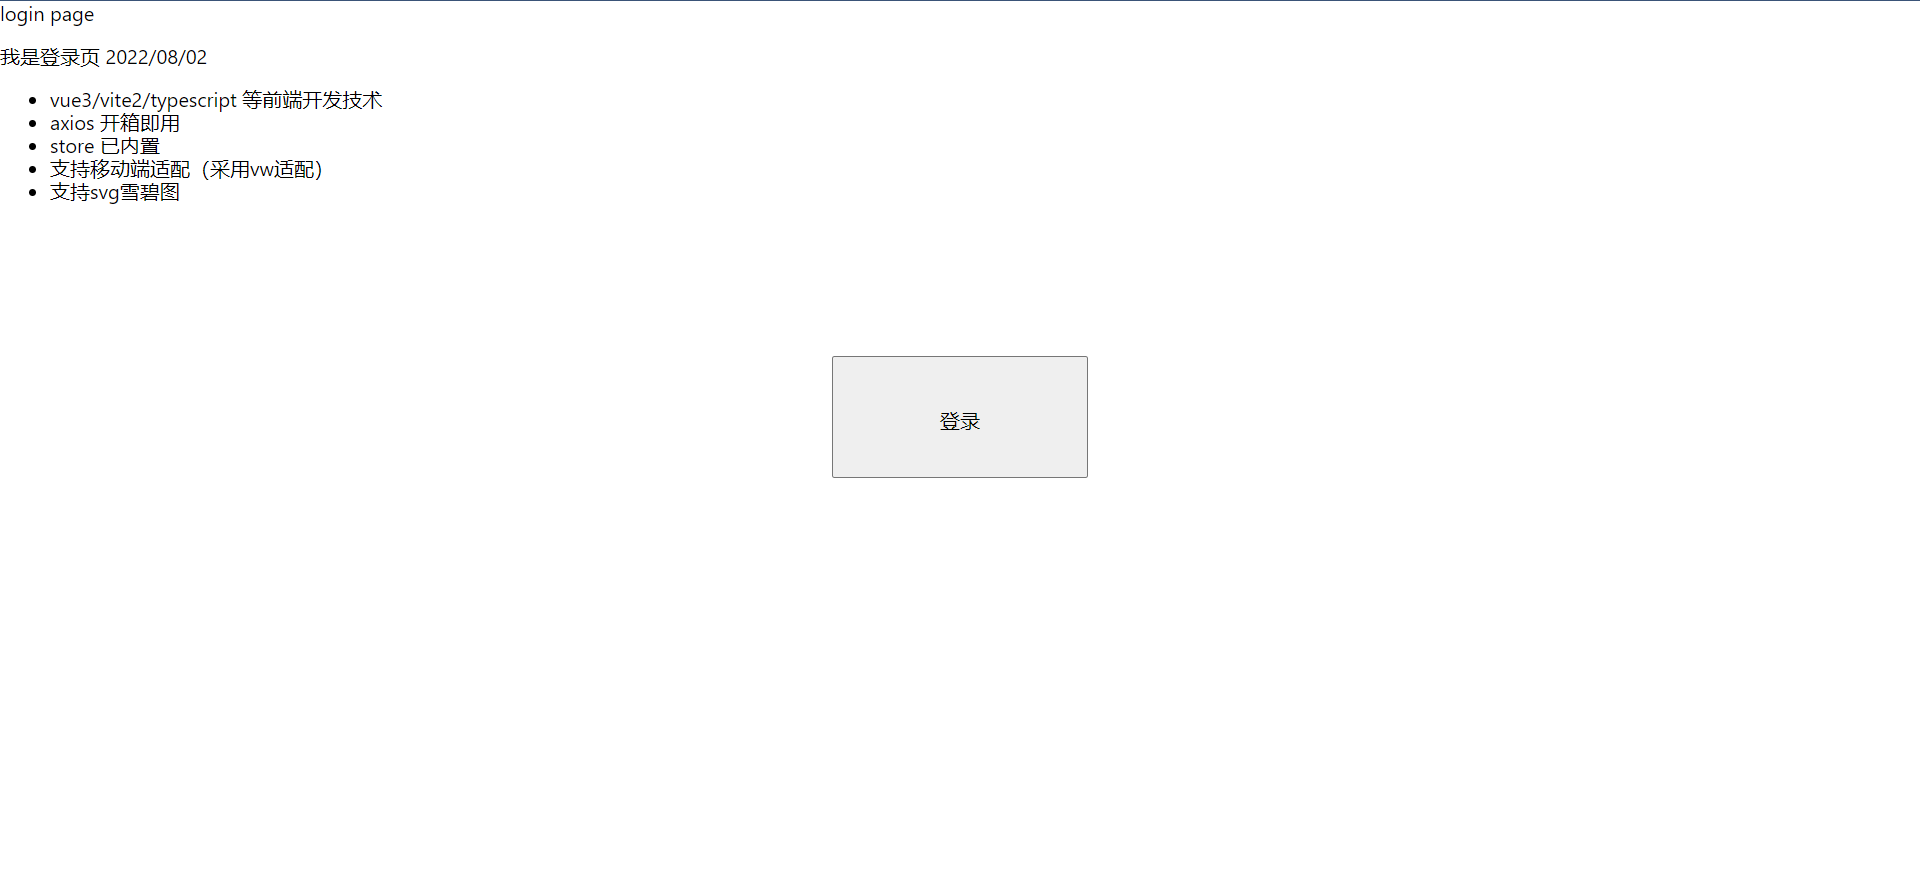 login page
我是登录页 2022/08/02
vue3/vite2/typescript 等前端开发技术
axios 开箱即用
store 已内置
支持移动端适配（采用vw适配）
支持svg雪碧图
登录